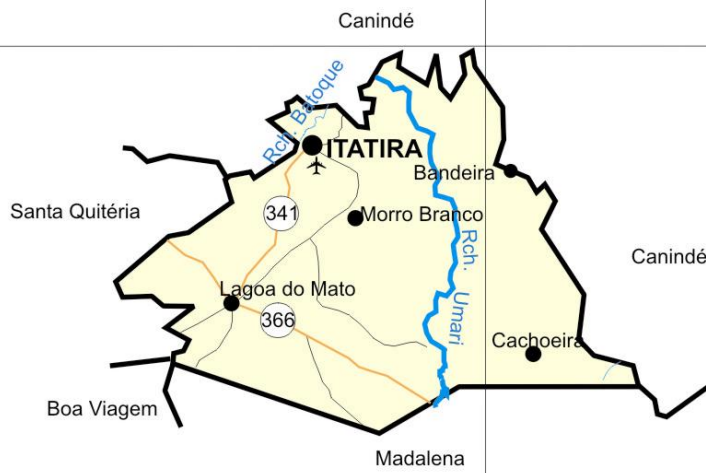 Canindé
Rch. Batoque
ITATIRA
Bandeira
Santa Quitéria
341
Morro Branco
Rch. Umari
Canindé
Lagoa do Mato
366
Cachoeira
Boa Viagem
Madalena